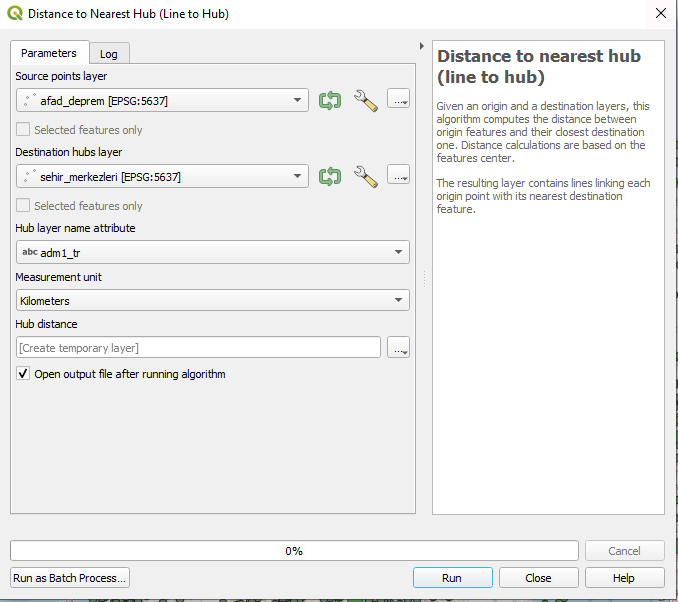 Distance to Nearest Hub (Line to Hub)
Parameters
Log
Source points layer
afad_deprem [EPSG:5637]
...
Selected features only
Destination hubs layer
sehir_merkezleri [EPSG:5637]
...
Selected features only
Hub layer name attribute
abc adm1_tr
Measurement unit
Kilometers
Hub distance
[Create temporary layer]
...
Open output file after running algorithm
Distance to nearest hub
(line to hub)
Given an origin and a destination layers, this
algorithm computes the distance between
origin features and their closest destination
one. Distance calculations are based on the
features center.
The resulting layer contains lines linking each
origin point with its nearest destination
feature.
0%
Cancel
Run as Batch Process...
Run
Close
Help